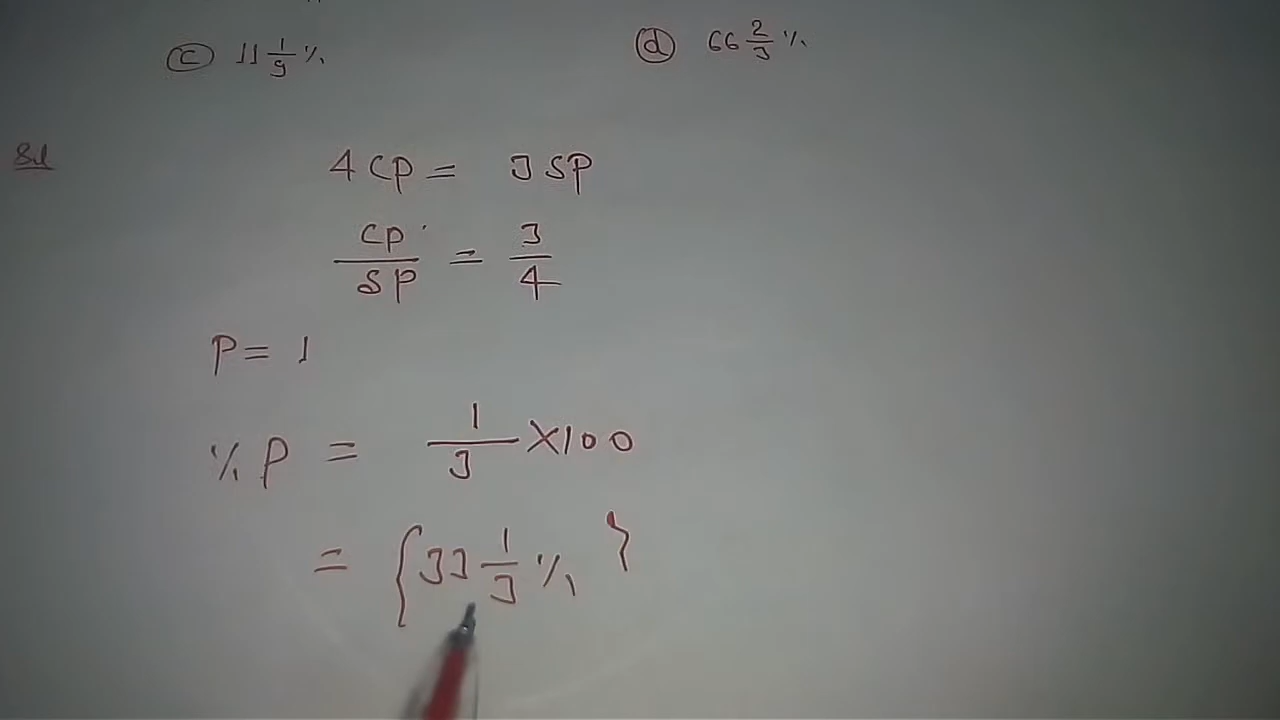 (c) 11 1/9 %
(d) 66 2/3 %
Sol
4 CP = 3 SP
CP/SP = 3/4
P = 1
% P = 1/3 × 100
= { 33 1/3 % }